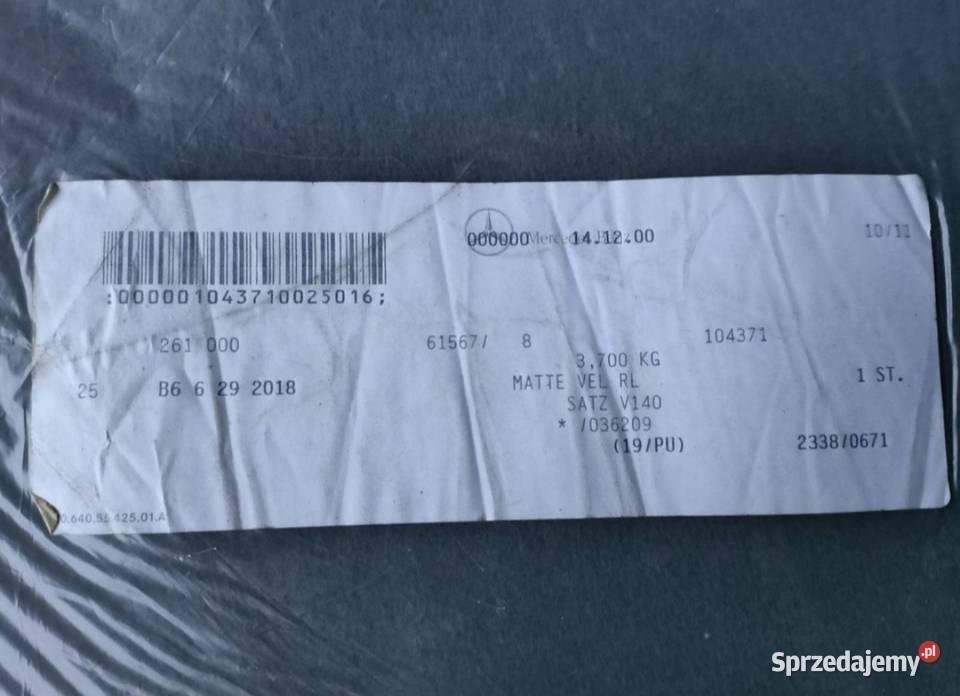 000000 14.12.00 10/11
:000001043710025016;
261 000 61567/ 8 104371
3,700 KG
25 B6 6 29 2018 MATTE VEL RL 1 ST.
SATZ V140
* /036209
(19/PU) 2338/0671
Sprzedajemy.pl